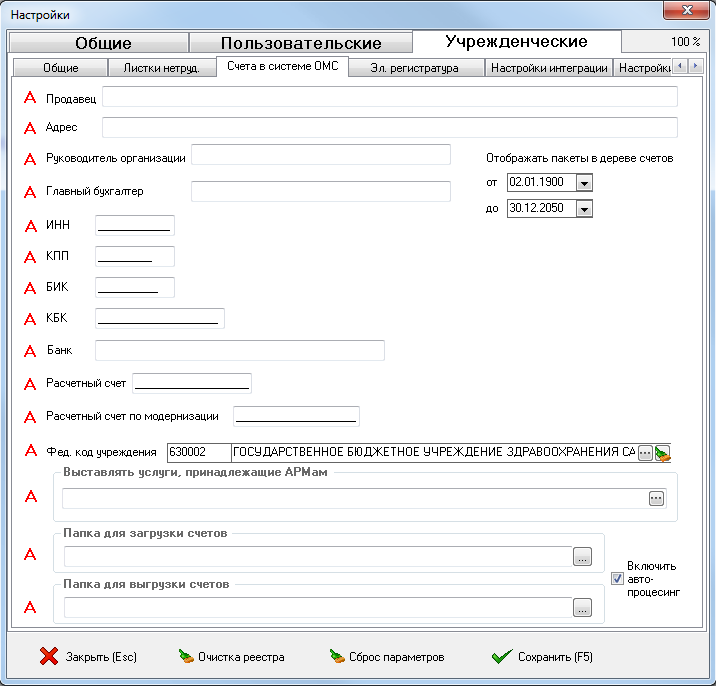 Настройки
Общие Пользовательские Учрежденческие 100 %
Общие Листки нетруд. Счета в системе ОМС Эл. регистратура Настройки интеграции Настройки
А Продавец
А Адрес
А Руководитель организации Отображать пакеты в дереве счетов
от 02.01.1900
А Главный бухгалтер
до 30.12.2050
А ИНН
А КПП
А БИК
А КБК
А Банк
А Расчетный счет
А Расчетный счет по модернизации
А Фед. код учреждения 630002 ГОСУДАРСТВЕННОЕ БЮДЖЕТНОЕ УЧРЕЖДЕНИЕ ЗДРАВООХРАНЕНИЯ СА ...
Выставлять услуги, принадлежащие АРМам
А ...
Папка для загрузки счетов
А ...
Включить
авто-
процесинг
Папка для выгрузки счетов
А ...
Закрыть (Esc) Очистка реестра Сброс параметров Сохранить (F5)